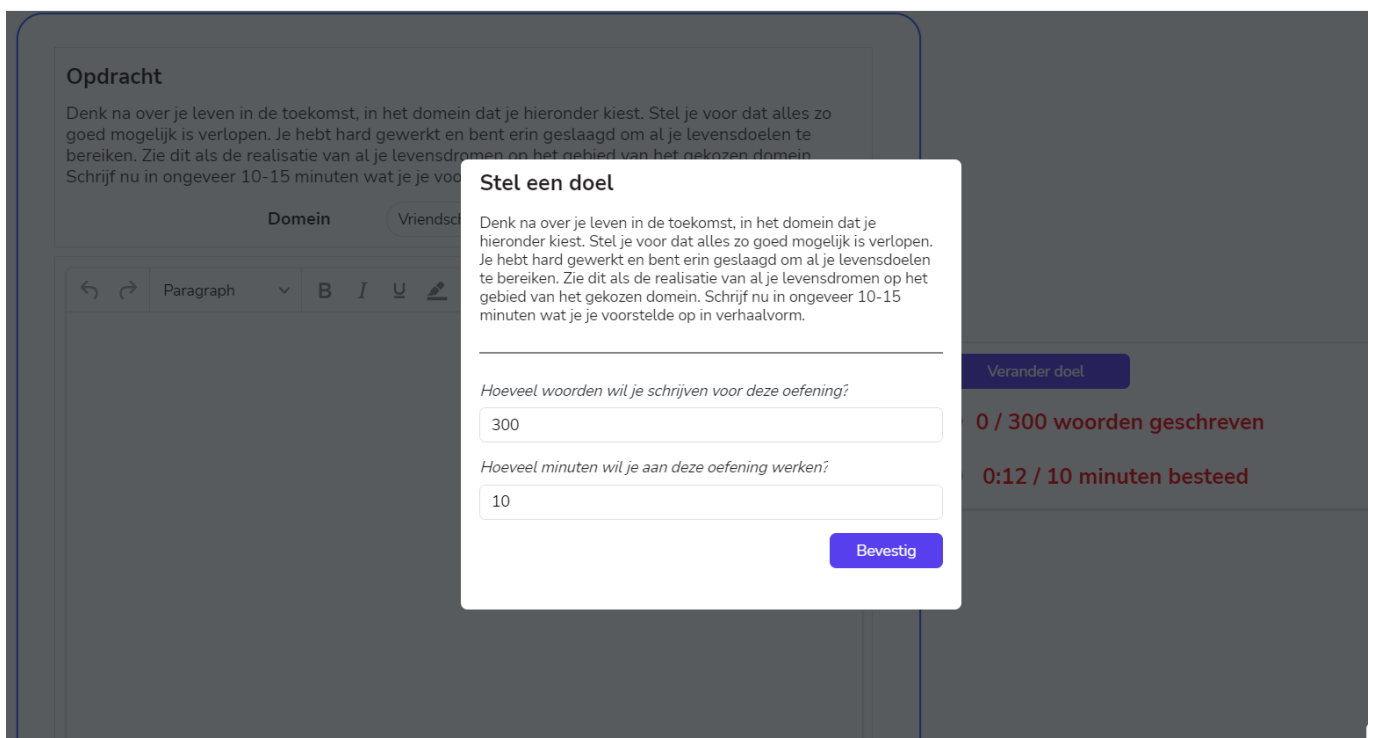 Opdracht
Denk na over je leven in de toekomst, in het domein dat je hieronder kiest. Stel je voor dat alles zo
goed mogelijk is verlopen. Je hebt hard gewerkt en bent erin geslaagd om al je levensdoelen te
bereiken. Zie dit als de realisatie van al je levensdromen op het gebied van het gekozen domein.
Schrijf nu in ongeveer 10-15 minuten wat je je voo
Domein
Vriendsc
Paragraph
B I U
Stel een doel
Denk na over je leven in de toekomst, in het domein dat je
hieronder kiest. Stel je voor dat alles zo goed mogelijk is verlopen.
Je hebt hard gewerkt en bent erin geslaagd om al je levensdoelen
te bereiken. Zie dit als de realisatie van al je levensdromen op het
gebied van het gekozen domein. Schrijf nu in ongeveer 10-15
minuten wat je je voorstelde op in verhaalvorm.
Hoeveel woorden wil je schrijven voor deze oefening?
300
Hoeveel minuten wil je aan deze oefening werken?
10
Bevestig
Verander doel
0 / 300 woorden geschreven
0:12 / 10 minuten besteed